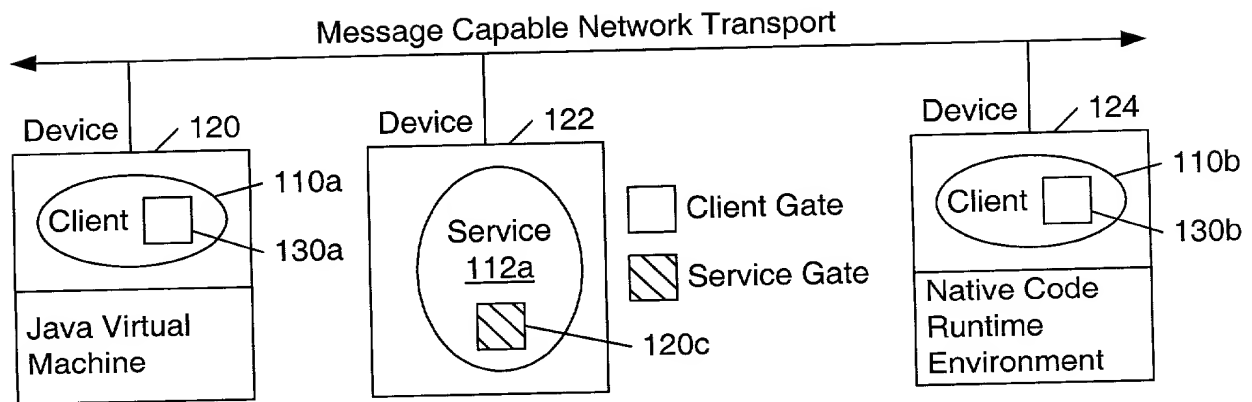 Message Capable Network Transport
Device
120
Device
122
Device
124
Client
110a
130a
Java Virtual
Machine
Service
112a
120c
Client Gate
Service Gate
Client
110b
130b
Native Code
Runtime
Environment